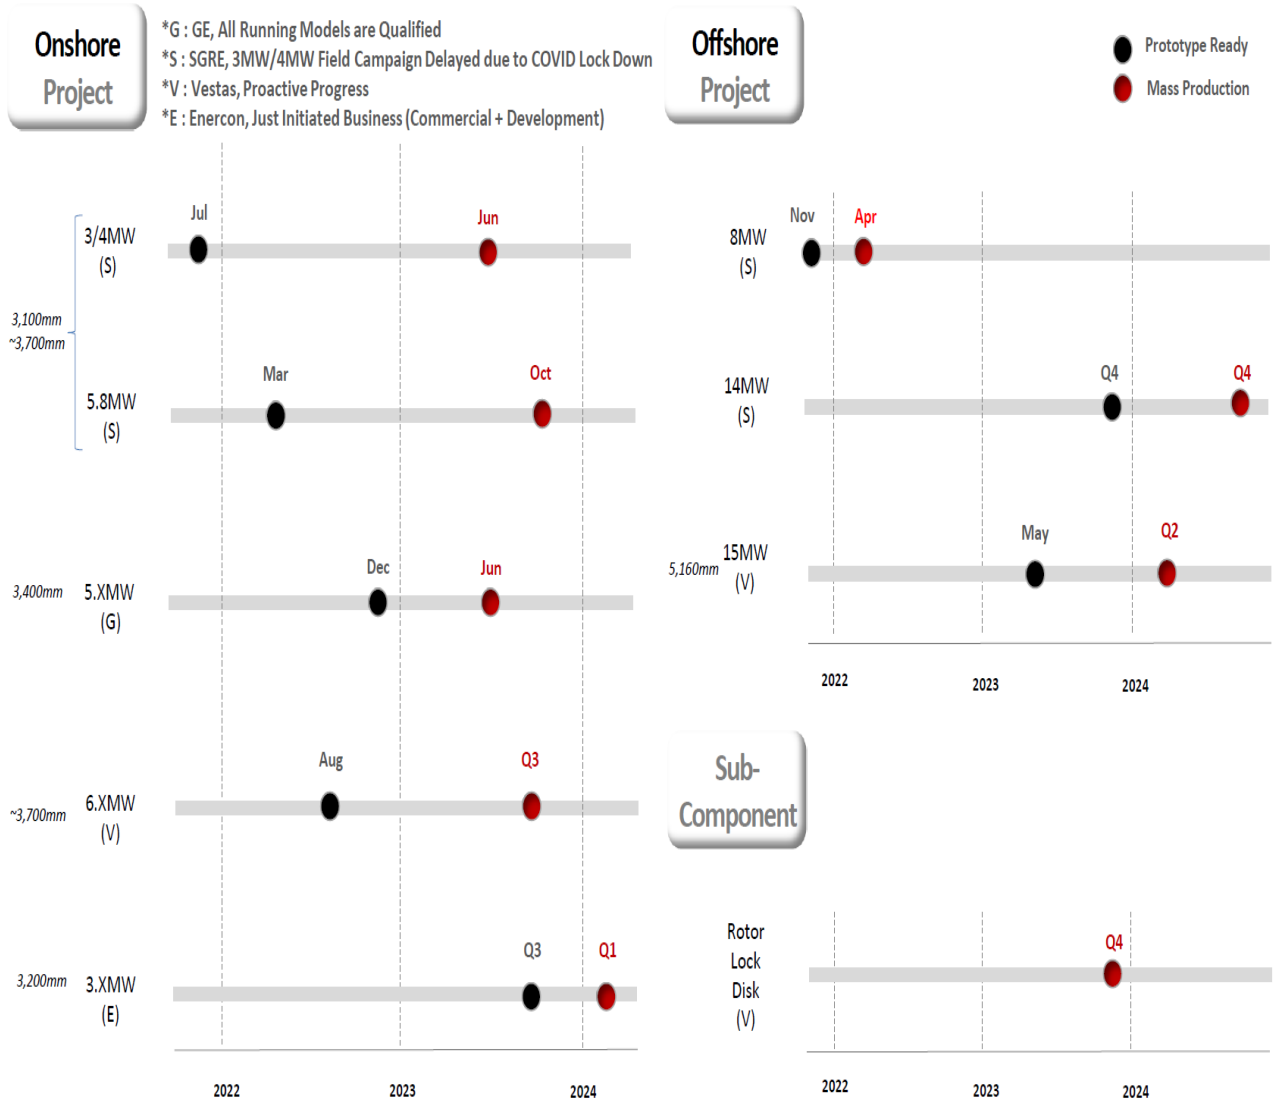 Onshore
Project
*G : GE, All Running Models are Qualified
*S : SGRE, 3MW/4MW Field Campaign Delayed due to COVID Lock Down
*V : Vestas, Proactive Progress
*E : Enercon, Just Initiated Business (Commercial + Development)
3,100mm
~3,700mm
3/4MW
(S)
Jul
Jun
5.8MW
(S)
Mar
Oct
3,400mm
5.XMW
(G)
Dec
Jun
~3,700mm
6.XMW
(V)
Aug
Q3
3,200mm
3.XMW
(E)
Q3
Q1
2022
2023
2024
Offshore
Project
Prototype Ready
Mass Production
8MW
(S)
Nov
Apr
14MW
(S)
Q4
Q4
5,160mm
15MW
(V)
May
Q2
2022
2023
2024
Sub-
Component
Rotor
Lock
Disk
(V)
Q4
2022
2023
2024